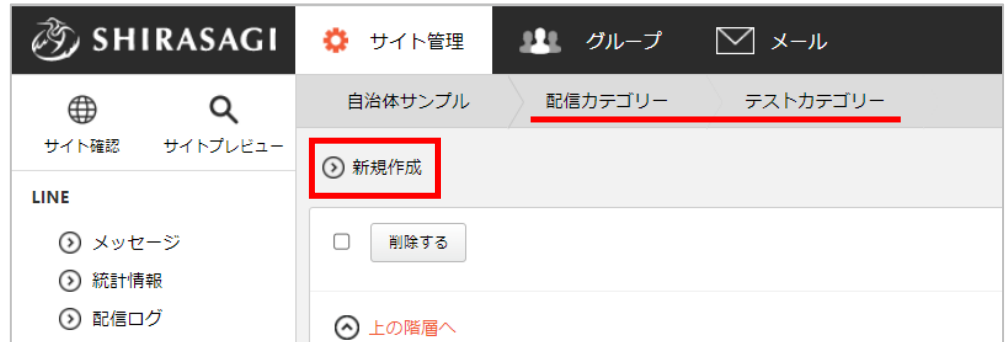 SHIRASAGI
サイト管理
グループ
メール
サイト確認
サイトプレビュー
自治体サンプル
配信カテゴリー
テストカテゴリー
新規作成
LINE
メッセージ
統計情報
配信ログ
削除する
上の階層へ